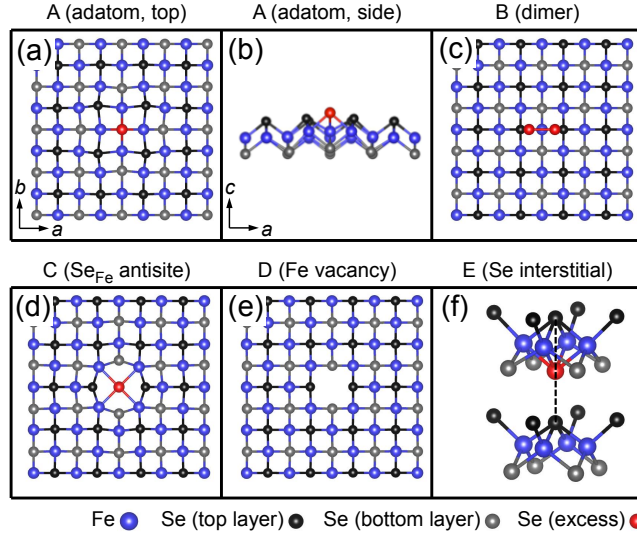 A (adatom, top) A (adatom, side) B (dimer)
(a) (b) (c)
b a c a
C (SeFe antisite) D (Fe vacancy) E (Se interstitial)
(d) (e) (f)
Fe Se (top layer) Se (bottom layer) Se (excess)